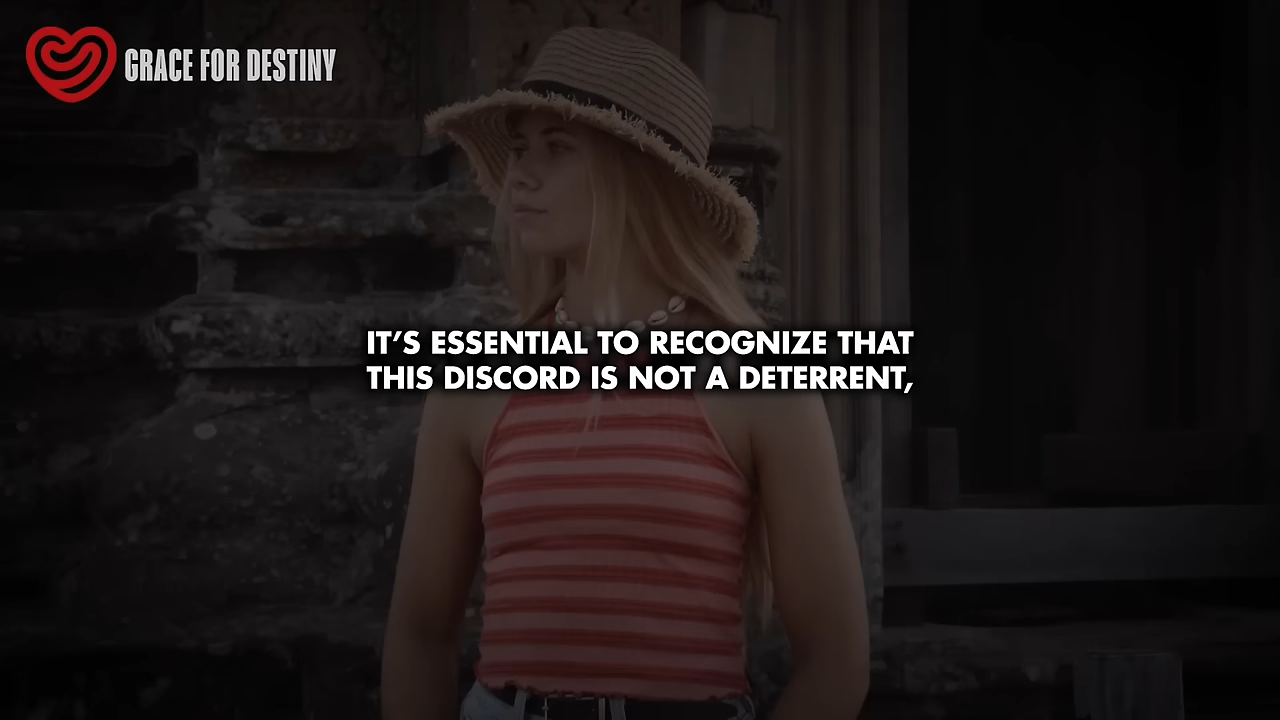 GRACE FOR DESTINY
IT’S ESSENTIAL TO RECOGNIZE THAT
THIS DISCORD IS NOT A DETERRENT,